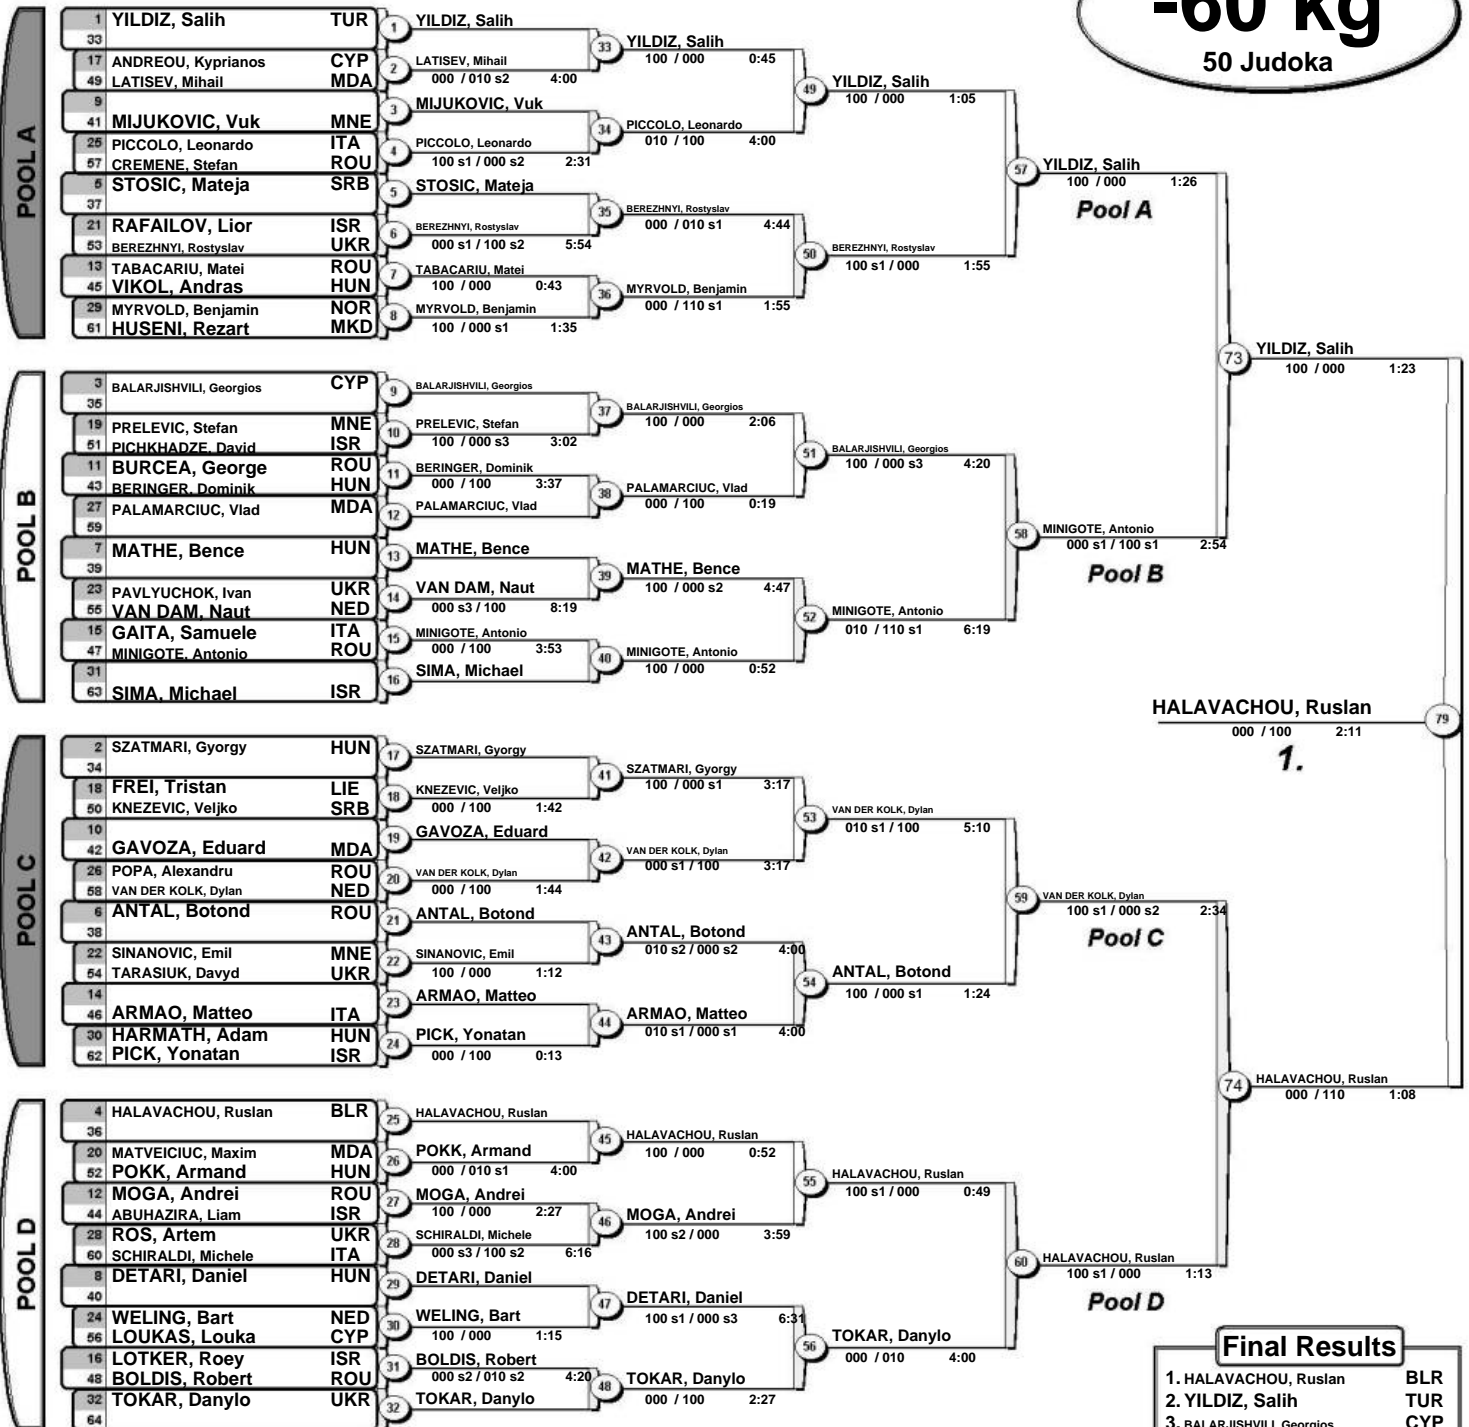 -60 kg
50 Judoka
POOL A
1 YILDIZ, Salih TUR
33
17 ANDREOU, Kyprianos CYP
49 LATISEV, Mihail MDA
9
41 MIJUKOVIC, Vuk MNE
25 PICCOLO, Leonardo ITA
57 CREMENE, Stefan ROU
5 STOSIC, Mateja SRB
37
21 RAFAILOV, Lior ISR
53 BEREZHNYI, Rostyslav UKR
13 TABACARIU, Matei ROU
45 VIKOL, Andras HUN
29 MYRVOLD, Benjamin NOR
61 HUSENI, Rezart MKD
1 YILDIZ, Salih
2 LATISEV, Mihail
000 / 010 s2 4:00
3 MIJUKOVIC, Vuk
4 PICCOLO, Leonardo
100 s1 / 000 s2 2:31
5 STOSIC, Mateja
6 BEREZHNYI, Rostyslav
000 s1 / 100 s2 5:54
7 TABACARIU, Matei
100 / 000 0:43
8 MYRVOLD, Benjamin
100 / 000 s1 1:35
33 YILDIZ, Salih
100 / 000 0:45
34 PICCOLO, Leonardo
010 / 100 4:00
35 BEREZHNYI, Rostyslav
000 / 010 s1 4:44
36 MYRVOLD, Benjamin
000 / 110 s1 1:55
49 YILDIZ, Salih
100 / 000 1:05
50 BEREZHNYI, Rostyslav
100 s1 / 000 1:55
57 YILDIZ, Salih
100 / 000 1:26
Pool A
POOL B
3 BALARJISHVILI, Georgios CYP
35
19 PRELEVIC, Stefan MNE
51 PICHKHADZE, David ISR
11 BURCEA, George ROU
43 BERINGER, Dominik HUN
27 PALAMARCIUC, Vlad MDA
59
7 MATHE, Bence HUN
39
23 PAVLYUCHOK, Ivan UKR
55 VAN DAM, Naut NED
15 GAITA, Samuele ITA
47 MINIGOTE, Antonio ROU
31
63 SIMA, Michael ISR
9 BALARJISHVILI, Georgios
10 PRELEVIC, Stefan
100 / 000 s3 3:02
11 BERINGER, Dominik
000 / 100 3:37
12 PALAMARCIUC, Vlad
13 MATHE, Bence
14 VAN DAM, Naut
000 s3 / 100 8:19
15 MINIGOTE, Antonio
000 / 100 3:53
16 SIMA, Michael
37 BALARJISHVILI, Georgios
100 / 000 2:06
38 PALAMARCIUC, Vlad
000 / 100 0:19
39 MATHE, Bence
100 / 000 s2 4:47
40 MINIGOTE, Antonio
100 / 000 0:52
51 BALARJISHVILI, Georgios
100 / 000 s3 4:20
52 MINIGOTE, Antonio
010 / 110 s1 6:19
58 MINIGOTE, Antonio
000 s1 / 100 s1 2:54
Pool B
73 YILDIZ, Salih
100 / 000 1:23
HALAVACHOU, Ruslan 79
000 / 100 2:11
1.
POOL C
2 SZATMARI, Gyorgy HUN
34
18 FREI, Tristan LIE
50 KNEZEVIC, Veljko SRB
10
42 GAVOZA, Eduard MDA
26 POPA, Alexandru ROU
58 VAN DER KOLK, Dylan NED
6 ANTAL, Botond ROU
38
22 SINANOVIC, Emil MNE
54 TARASIUK, Davyd UKR
14
46 ARMAO, Matteo ITA
30 HARMATH, Adam HUN
62 PICK, Yonatan ISR
17 SZATMARI, Gyorgy
18 KNEZEVIC, Veljko
000 / 100 1:42
19 GAVOZA, Eduard
20 VAN DER KOLK, Dylan
000 / 100 1:44
21 ANTAL, Botond
22 SINANOVIC, Emil
100 / 000 1:12
23 ARMAO, Matteo
24 PICK, Yonatan
000 / 100 0:13
41 SZATMARI, Gyorgy
100 / 000 s1 3:17
42 VAN DER KOLK, Dylan
000 s1 / 100 3:17
43 ANTAL, Botond
010 s2 / 000 s2 4:00
44 ARMAO, Matteo
010 s1 / 000 s1 4:00
53 VAN DER KOLK, Dylan
010 s1 / 100 5:10
54 ANTAL, Botond
100 / 000 s1 1:24
59 VAN DER KOLK, Dylan
100 s1 / 000 s2 2:34
Pool C
POOL D
4 HALAVACHOU, Ruslan BLR
36
20 MATVEICIUC, Maxim MDA
52 POKK, Armand HUN
12 MOGA, Andrei ROU
44 ABUHAZIRA, Liam ISR
28 ROS, Artem UKR
60 SCHIRALDI, Michele ITA
8 DETARI, Daniel HUN
40
24 WELING, Bart NED
56 LOUKAS, Louka CYP
16 LOTKER, Roey ISR
48 BOLDIS, Robert ROU
32 TOKAR, Danylo UKR
64
25 HALAVACHOU, Ruslan
26 POKK, Armand
000 / 010 s1 4:00
27 MOGA, Andrei
100 / 000 2:27
28 SCHIRALDI, Michele
000 s3 / 100 s2 6:16
29 DETARI, Daniel
30 WELING, Bart
100 / 000 1:15
31 BOLDIS, Robert
000 s2 / 010 s2 4:20
32 TOKAR, Danylo
45 HALAVACHOU, Ruslan
100 / 000 0:52
46 MOGA, Andrei
100 s2 / 000 3:59
47 DETARI, Daniel
100 s1 / 000 s3 6:31
48 TOKAR, Danylo
000 / 100 2:27
55 HALAVACHOU, Ruslan
100 s1 / 000 0:49
56 TOKAR, Danylo
000 / 010 4:00
60 HALAVACHOU, Ruslan
100 s1 / 000 1:13
Pool D
74 HALAVACHOU, Ruslan
000 / 110 1:08
Final Results
1. HALAVACHOU, Ruslan BLR
2. YILDIZ, Salih TUR
3. BALARJISHVILI, Georgios CYP